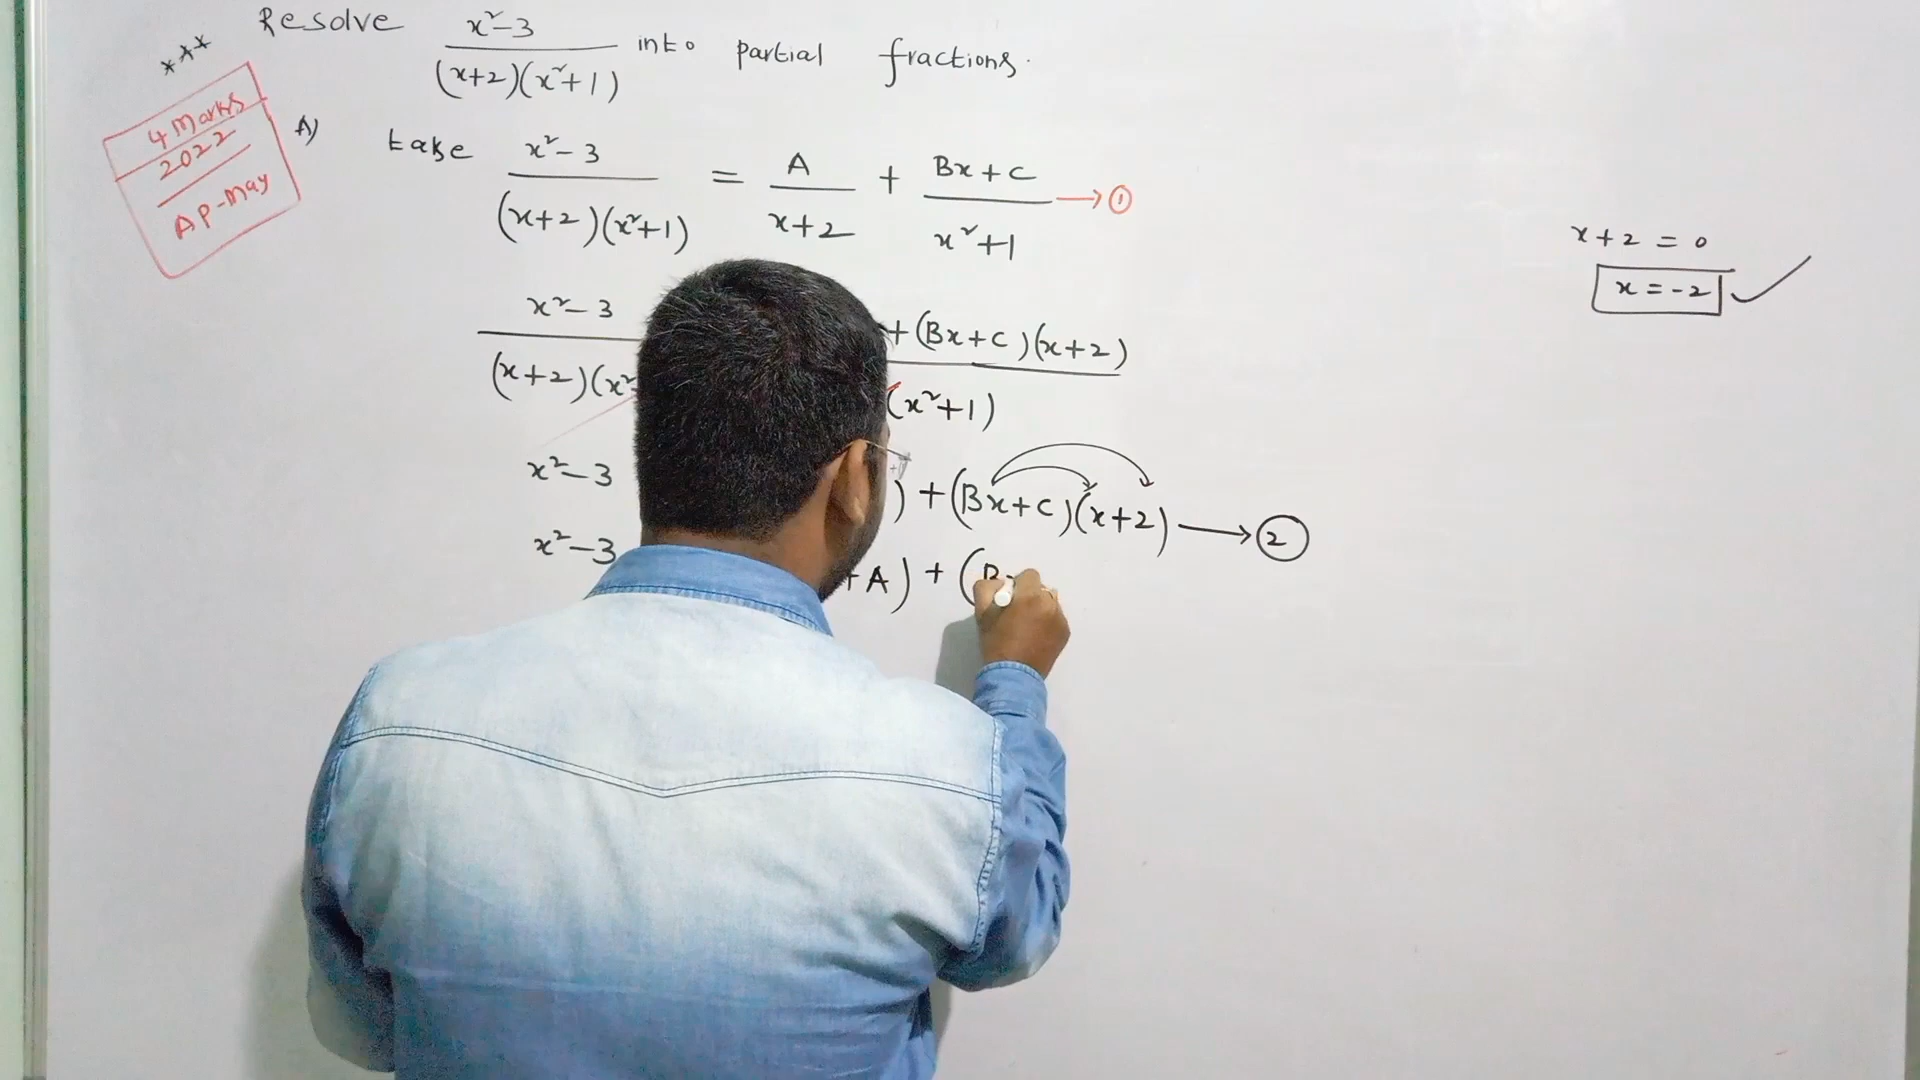 Resolve x²-3 / (x+2)(x²+1) into partial fractions.
***
4 Marks
2022
AP-May
A) take x²-3 / (x+2)(x²+1) = A / x+2 + Bx+C / x²+1 → ①
x+2 = 0
x = -2 ✓
x²-3 / (x+2)(x² + (Bx+C)(x+2) / (x²+1)
x²-3 ) + (Bx+C)(x+2) → ②
x²-3 + A) + (B